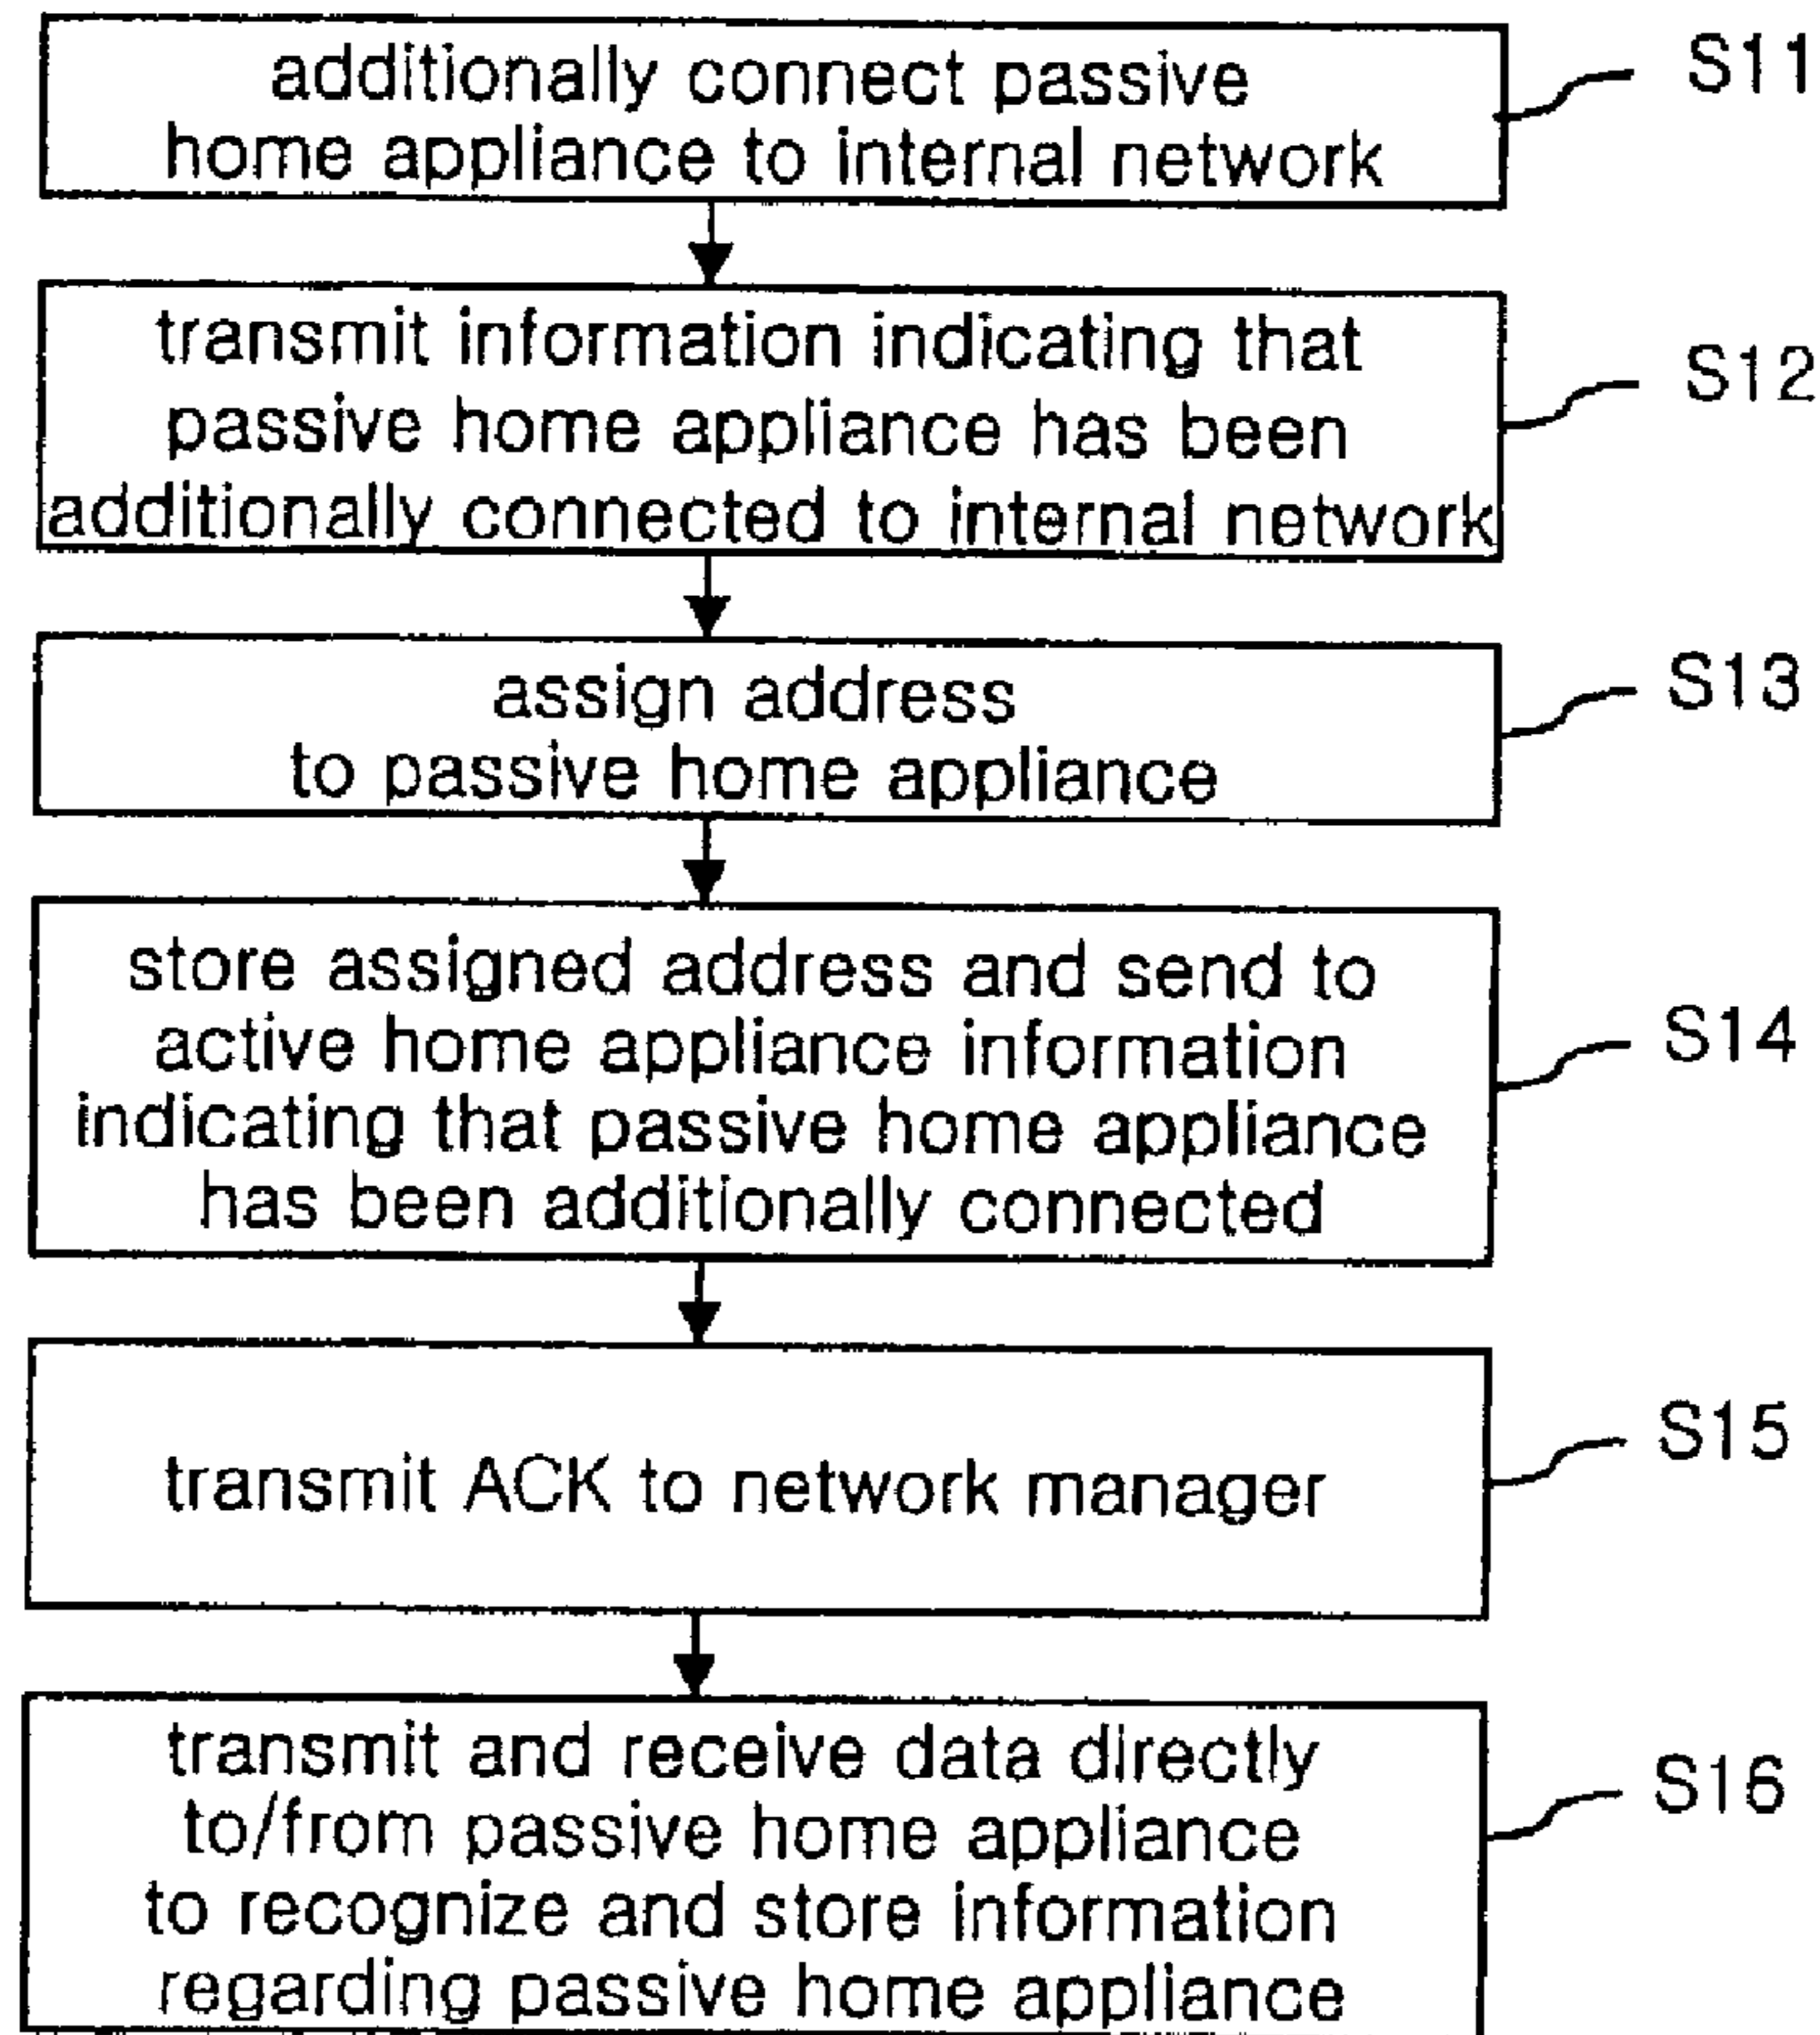 additionally connect passive
home appliance to internal network
S11
transmit information indicating that
passive home appliance has been
additionally connected to internal network
S12
assign address
to passive home appliance
S13
store assigned address and send to
active home appliance information
indicating that passive home appliance
has been additionally connected
S14
transmit ACK to network manager
S15
transmit and receive data directly
to/from passive home appliance
to recognize and store information
regarding passive home appliance
S16